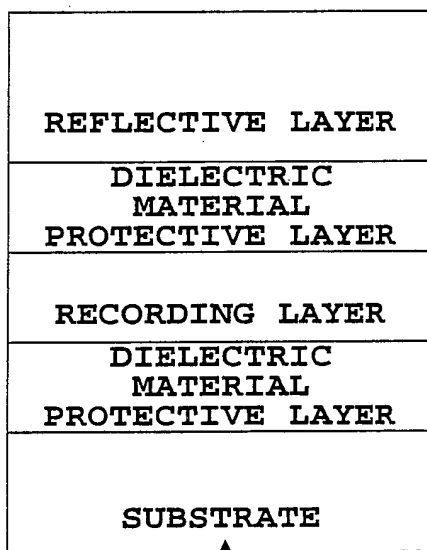 REFLECTIVE LAYER
DIELECTRIC
MATERIAL
PROTECTIVE LAYER
RECORDING LAYER
DIELECTRIC
MATERIAL
PROTECTIVE LAYER
SUBSTRATE